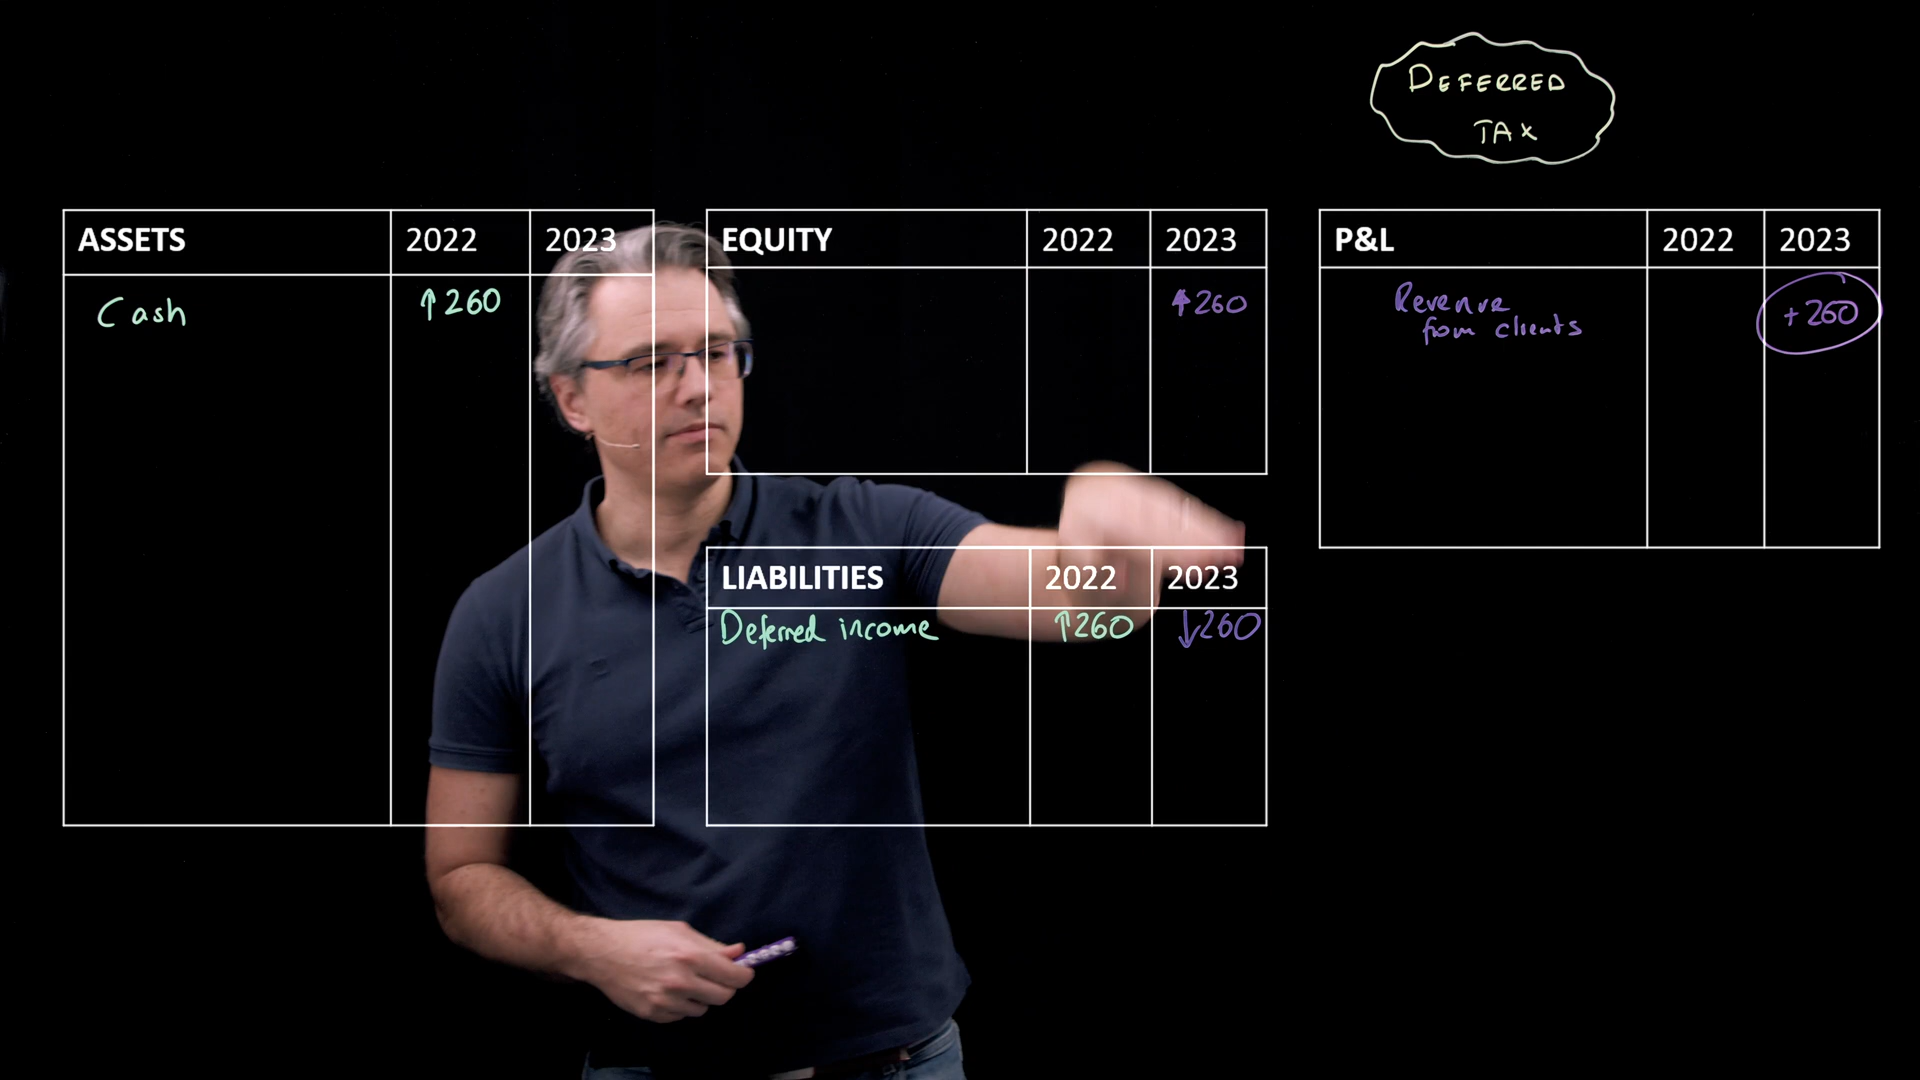 DEFERRED
TAX
ASSETS 2022 2023
Cash ↑260
EQUITY 2022 2023
↑260
LIABILITIES 2022 2023
Deferred income ↑260 ↓260
P&L 2022 2023
Revenue
from clients +260